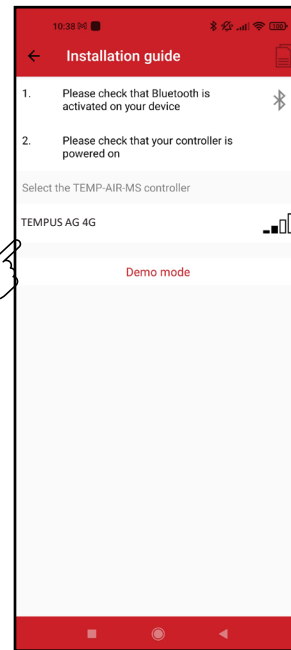 10:38
100
Installation guide
1. Please check that Bluetooth is
activated on your device
2. Please check that your controller is
powered on
Select the TEMP-AIR-MS controller
TEMPUS AG 4G
Demo mode